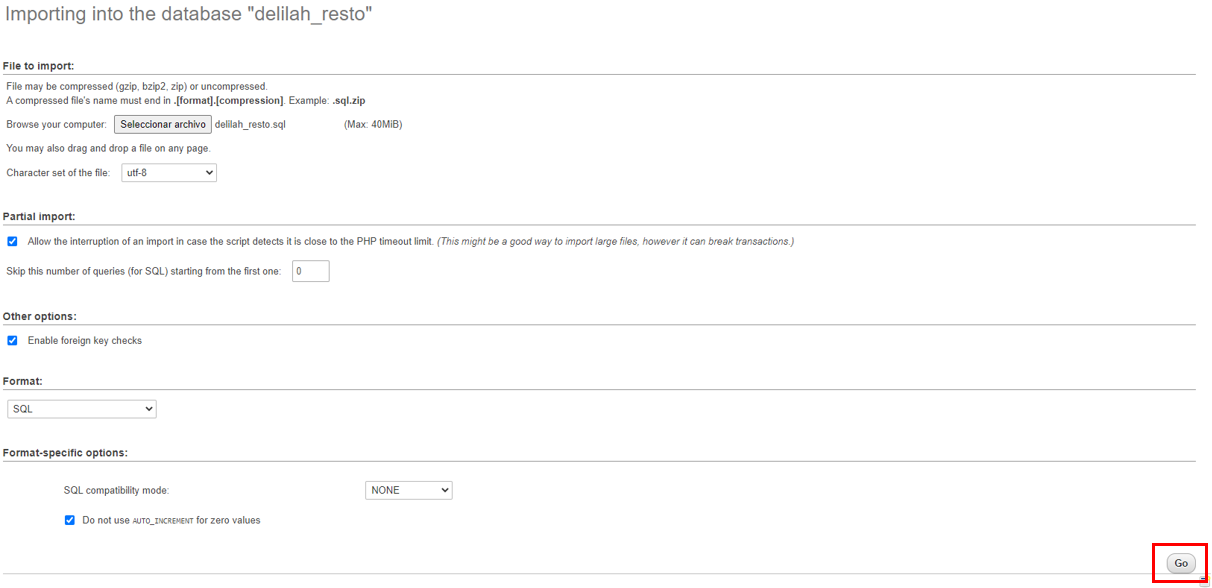 Importing into the database "delilah_resto"
File to import:
File may be compressed (gzip, bzip2, zip) or uncompressed.
A compressed file's name must end in .[format].[compression]. Example: .sql.zip
Browse your computer: Seleccionar archivo delilah_resto.sql (Max: 40MiB)
You may also drag and drop a file on any page.
Character set of the file: utf-8
Partial import:
Allow the interruption of an import in case the script detects it is close to the PHP timeout limit. (This might be a good way to import large files, however it can break transactions.)
Skip this number of queries (for SQL) starting from the first one: 0
Other options:
Enable foreign key checks
Format:
SQL
Format-specific options:
SQL compatibility mode: NONE
Do not use AUTO_INCREMENT for zero values
Go